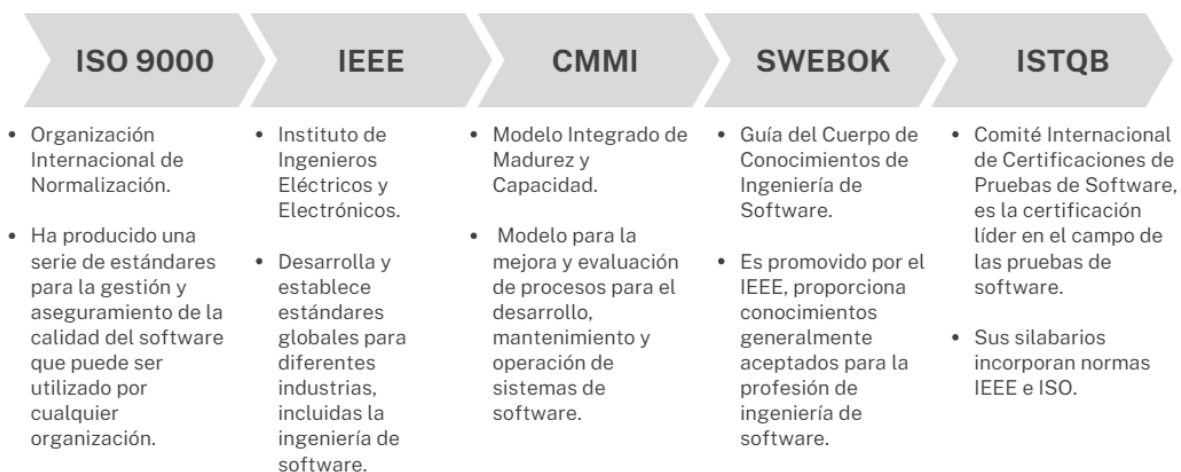 ISO 9000
IEEE
CMMI
SWEBOK
ISTQB
• Organización
Internacional de
Normalización.
• Ha producido una
serie de estándares
para la gestión y
aseguramiento de la
calidad del software
que puede ser
utilizado por
cualquier
organización.
• Instituto de
Ingenieros
Eléctricos y
Electrónicos.
• Desarrolla y
establece
estándares
globales para
diferentes
industrias,
incluidas la
ingeniería de
software.
• Modelo Integrado de
Madurez y
Capacidad.
• Modelo para la
mejora y evaluación
de procesos para el
desarrollo,
mantenimiento y
operación de
sistemas de
software.
• Guía del Cuerpo de
Conocimientos de
Ingeniería de
Software.
• Es promovido por el
IEEE, proporciona
conocimientos
generalmente
aceptados para la
profesión de
ingeniería de
software.
• Comité Internacional
de Certificaciones de
Pruebas de Software,
es la certificación
líder en el campo de
las pruebas de
software.
• Sus silabarios
incorporan normas
IEEE e ISO.